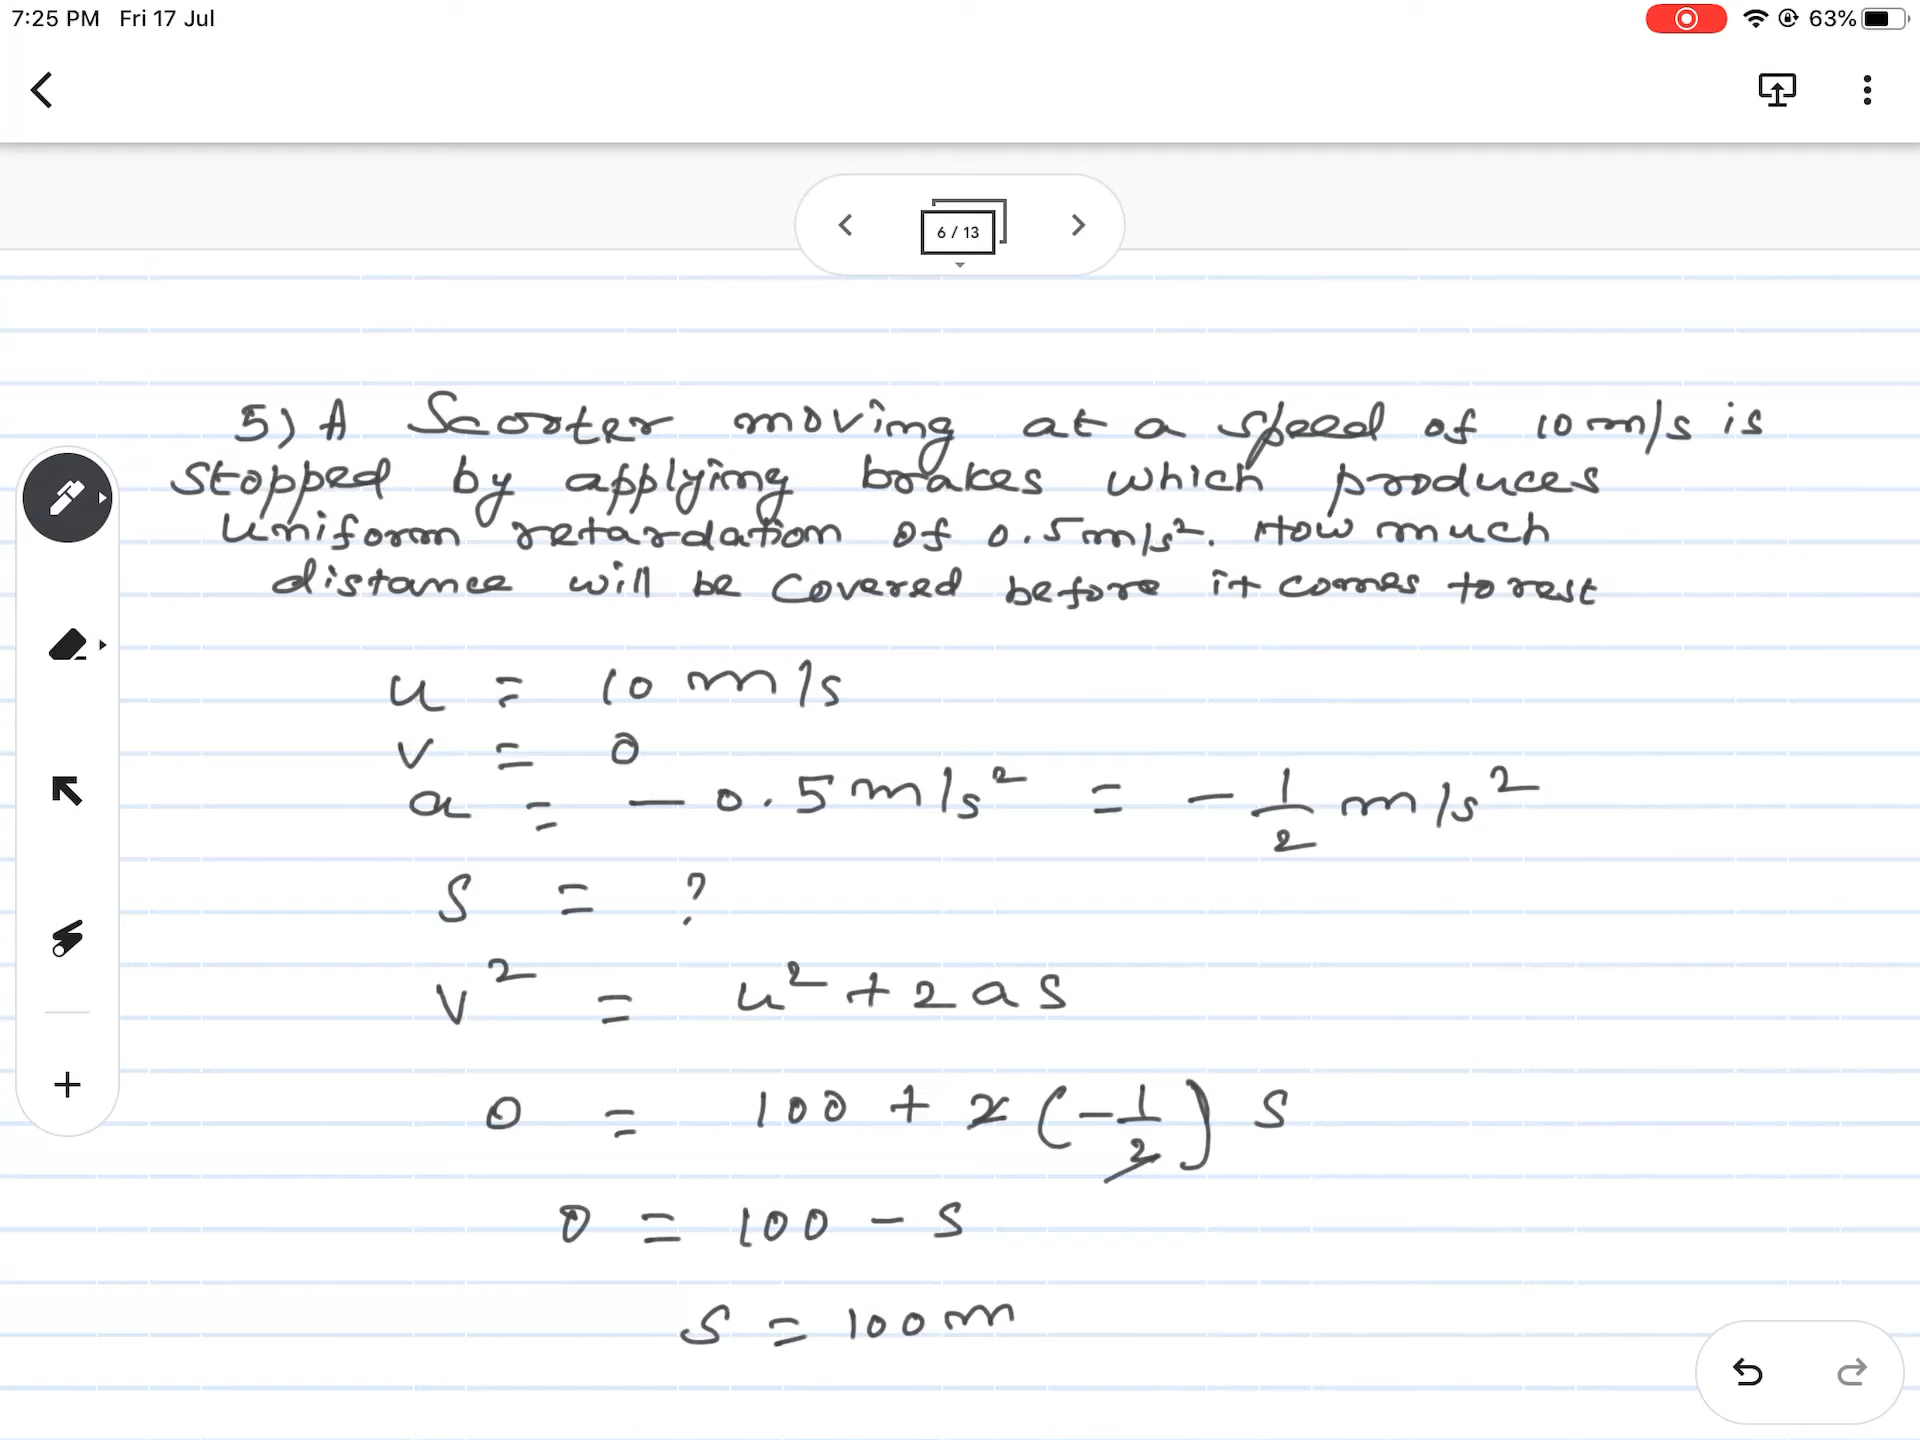 7:25 PM Fri 17 Jul 63%
6 / 13
5) A Scooter moving at a speed of 10 m/s is
stopped by applying brakes which produces
uniform retardation of 0.5 m/s². How much
distance will be covered before it comes to rest
u = 10 m/s
v = 0
a = - 0.5 m/s² = - 1/2 m/s²
S = ?
v² = u² + 2 a S
0 = 100 + 2 (-1/2) S
0 = 100 - S
S = 100 m